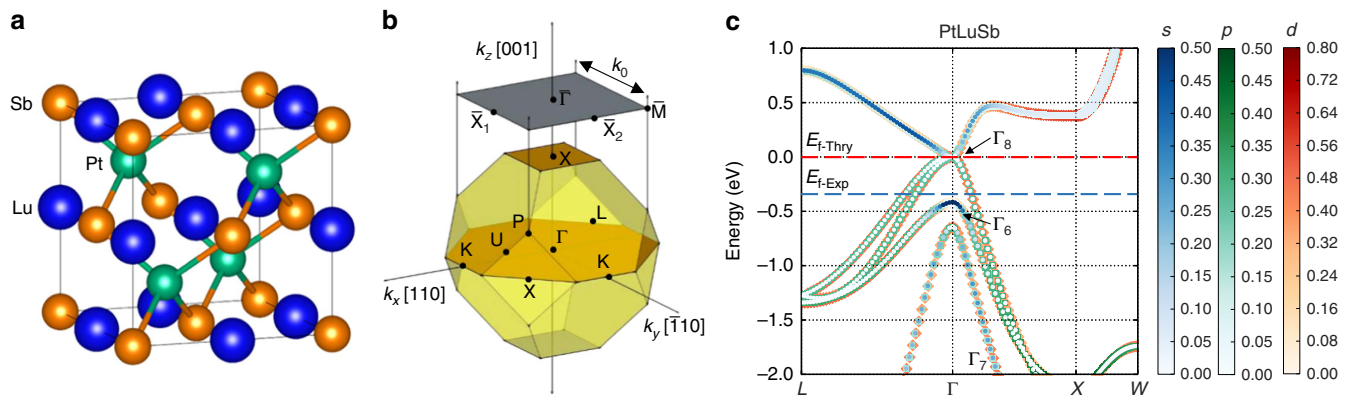 a
Sb
Pt
Lu
b
k_z [001]
k_0
Γ̅
M̅
X̅_1
X̅_2
X
L
P
U
Γ
K
K
X
k_x [110]
k_y [1̅10]
c
PtLuSb
Energy (eV)
1.0
0.5
0.0
−0.5
−1.0
−1.5
−2.0
E_f-Thry
E_f-Exp
Γ_8
Γ_6
Γ_7
L
Γ
X
W
s
0.50
0.45
0.40
0.35
0.30
0.25
0.20
0.15
0.10
0.05
0.00
p
0.50
0.45
0.40
0.35
0.30
0.25
0.20
0.15
0.10
0.05
0.00
d
0.80
0.72
0.64
0.56
0.48
0.40
0.32
0.24
0.16
0.08
0.00